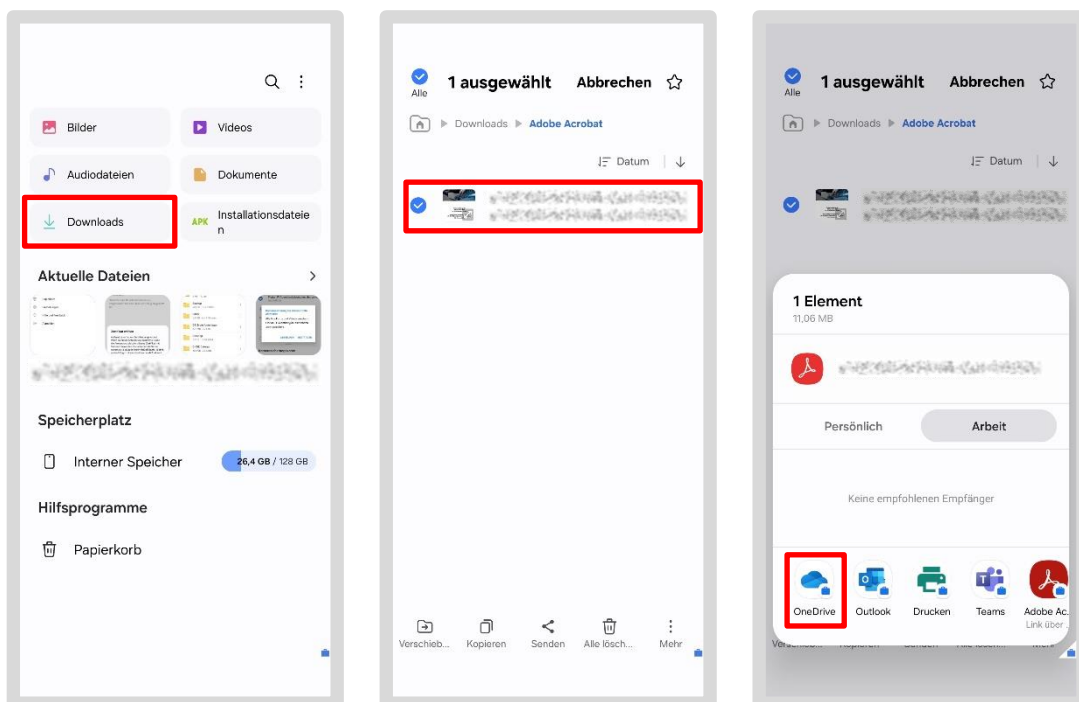 Bilder
Videos
Audiodateien
Dokumente
Downloads
APK
Installationsdateie
n
Aktuelle Dateien
Speicherplatz
Interner Speicher
26,4 GB / 128 GB
Hilfsprogramme
Papierkorb
Alle
1 ausgewählt
Abbrechen
Downloads
Adobe Acrobat
Datum
Verschieb...
Kopieren
Senden
Alle lösch...
Mehr
Alle
1 ausgewählt
Abbrechen
Downloads
Adobe Acrobat
Datum
1 Element
11,06 MB
Persönlich
Arbeit
Keine empfohlenen Empfänger
OneDrive
Outlook
Drucken
Teams
Adobe Ac.
Link über .